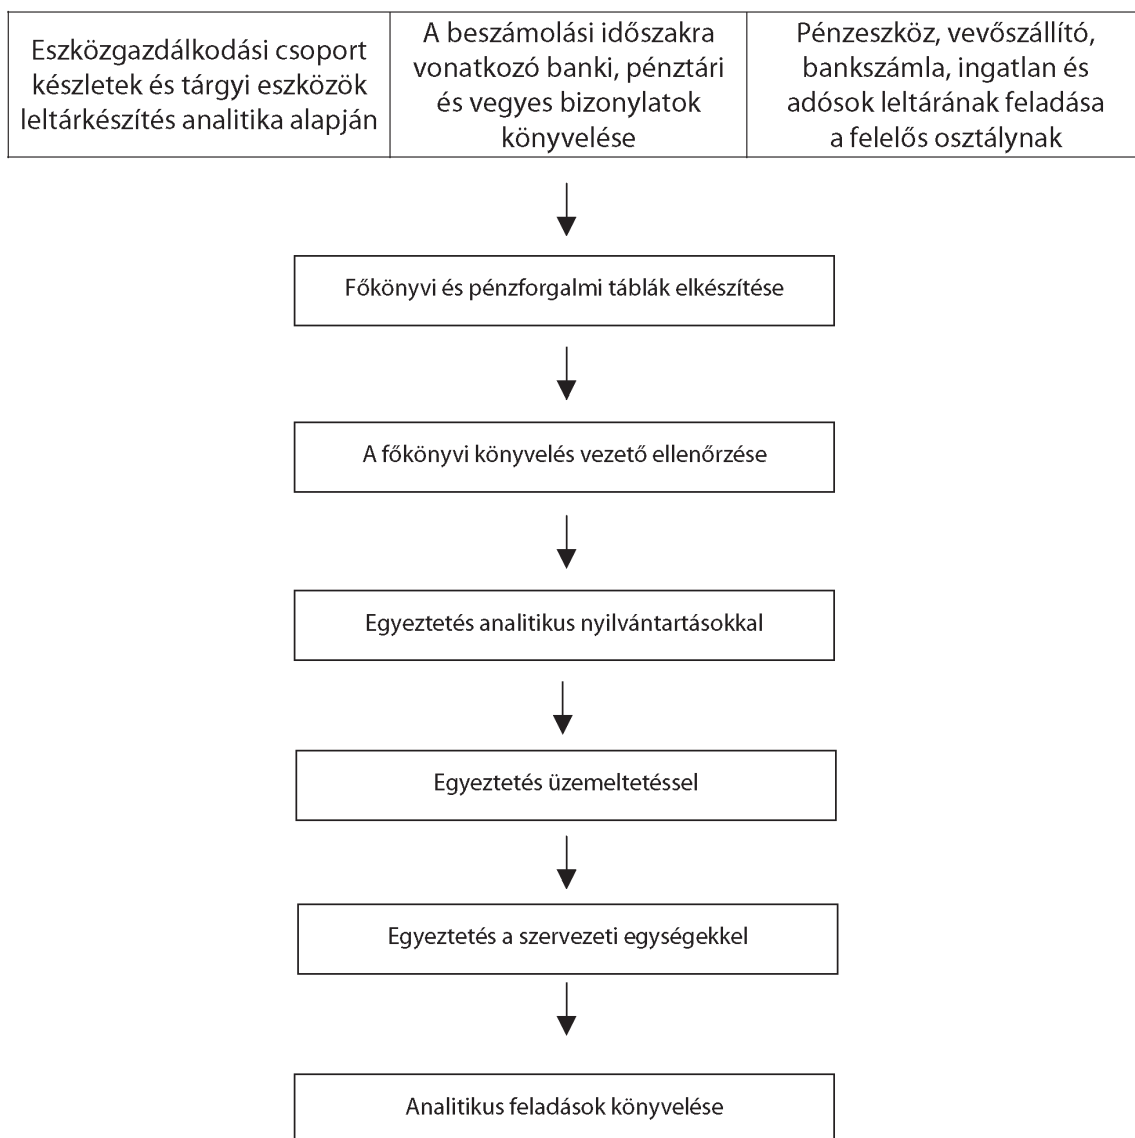 Eszközgazdálkodási csoport
készletek és tárgyi eszközök
leltárkészítés analitika alapján
A beszámolási időszakra
vonatkozó banki, pénztári
és vegyes bizonylatok
könyvelése
Pénzeszköz, vevőszállító,
bankszámla, ingatlan és
adósok leltárának feladása
a felelős osztálynak
Főkönyvi és pénzforgalmi táblák elkészítése
A főkönyvi könyvelés vezető ellenőrzése
Egyeztetés analitikus nyilvántartásokkal
Egyeztetés üzemeltetéssel
Egyeztetés a szervezeti egységekkel
Analitikus feladások könyvelése